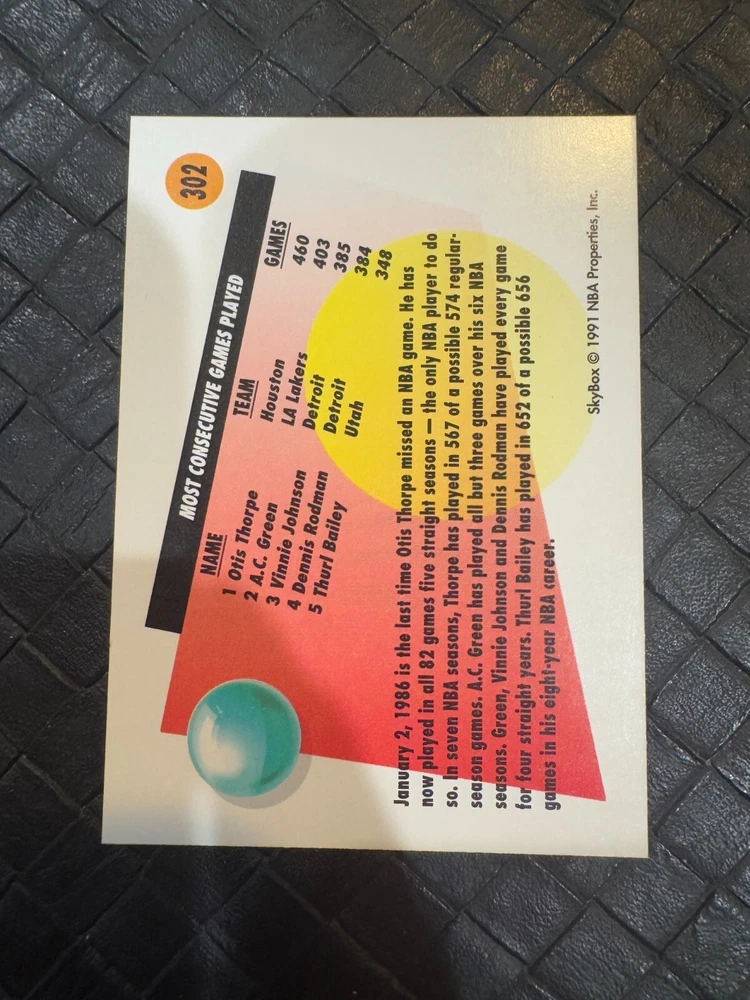 302
MOST CONSECUTIVE GAMES PLAYED
NAME TEAM GAMES
1 Otis Thorpe Houston 460
2 A.C. Green LA Lakers 403
3 Vinnie Johnson Detroit 385
4 Dennis Rodman Detroit 384
5 Thurl Bailey Utah 348
January 2, 1986 is the last time Otis Thorpe missed an NBA game. He has
now played in all 82 games five straight seasons — the only NBA player to do
so. In seven NBA seasons, Thorpe has played in 567 of a possible 574 regular-
season games. A.C. Green has played all but three games over his six NBA
seasons. Green, Vinnie Johnson and Dennis Rodman have played every game
for four straight years. Thurl Bailey has played in 652 of a possible 656
games in his eight-year NBA career.
SkyBox © 1991 NBA Properties, Inc.